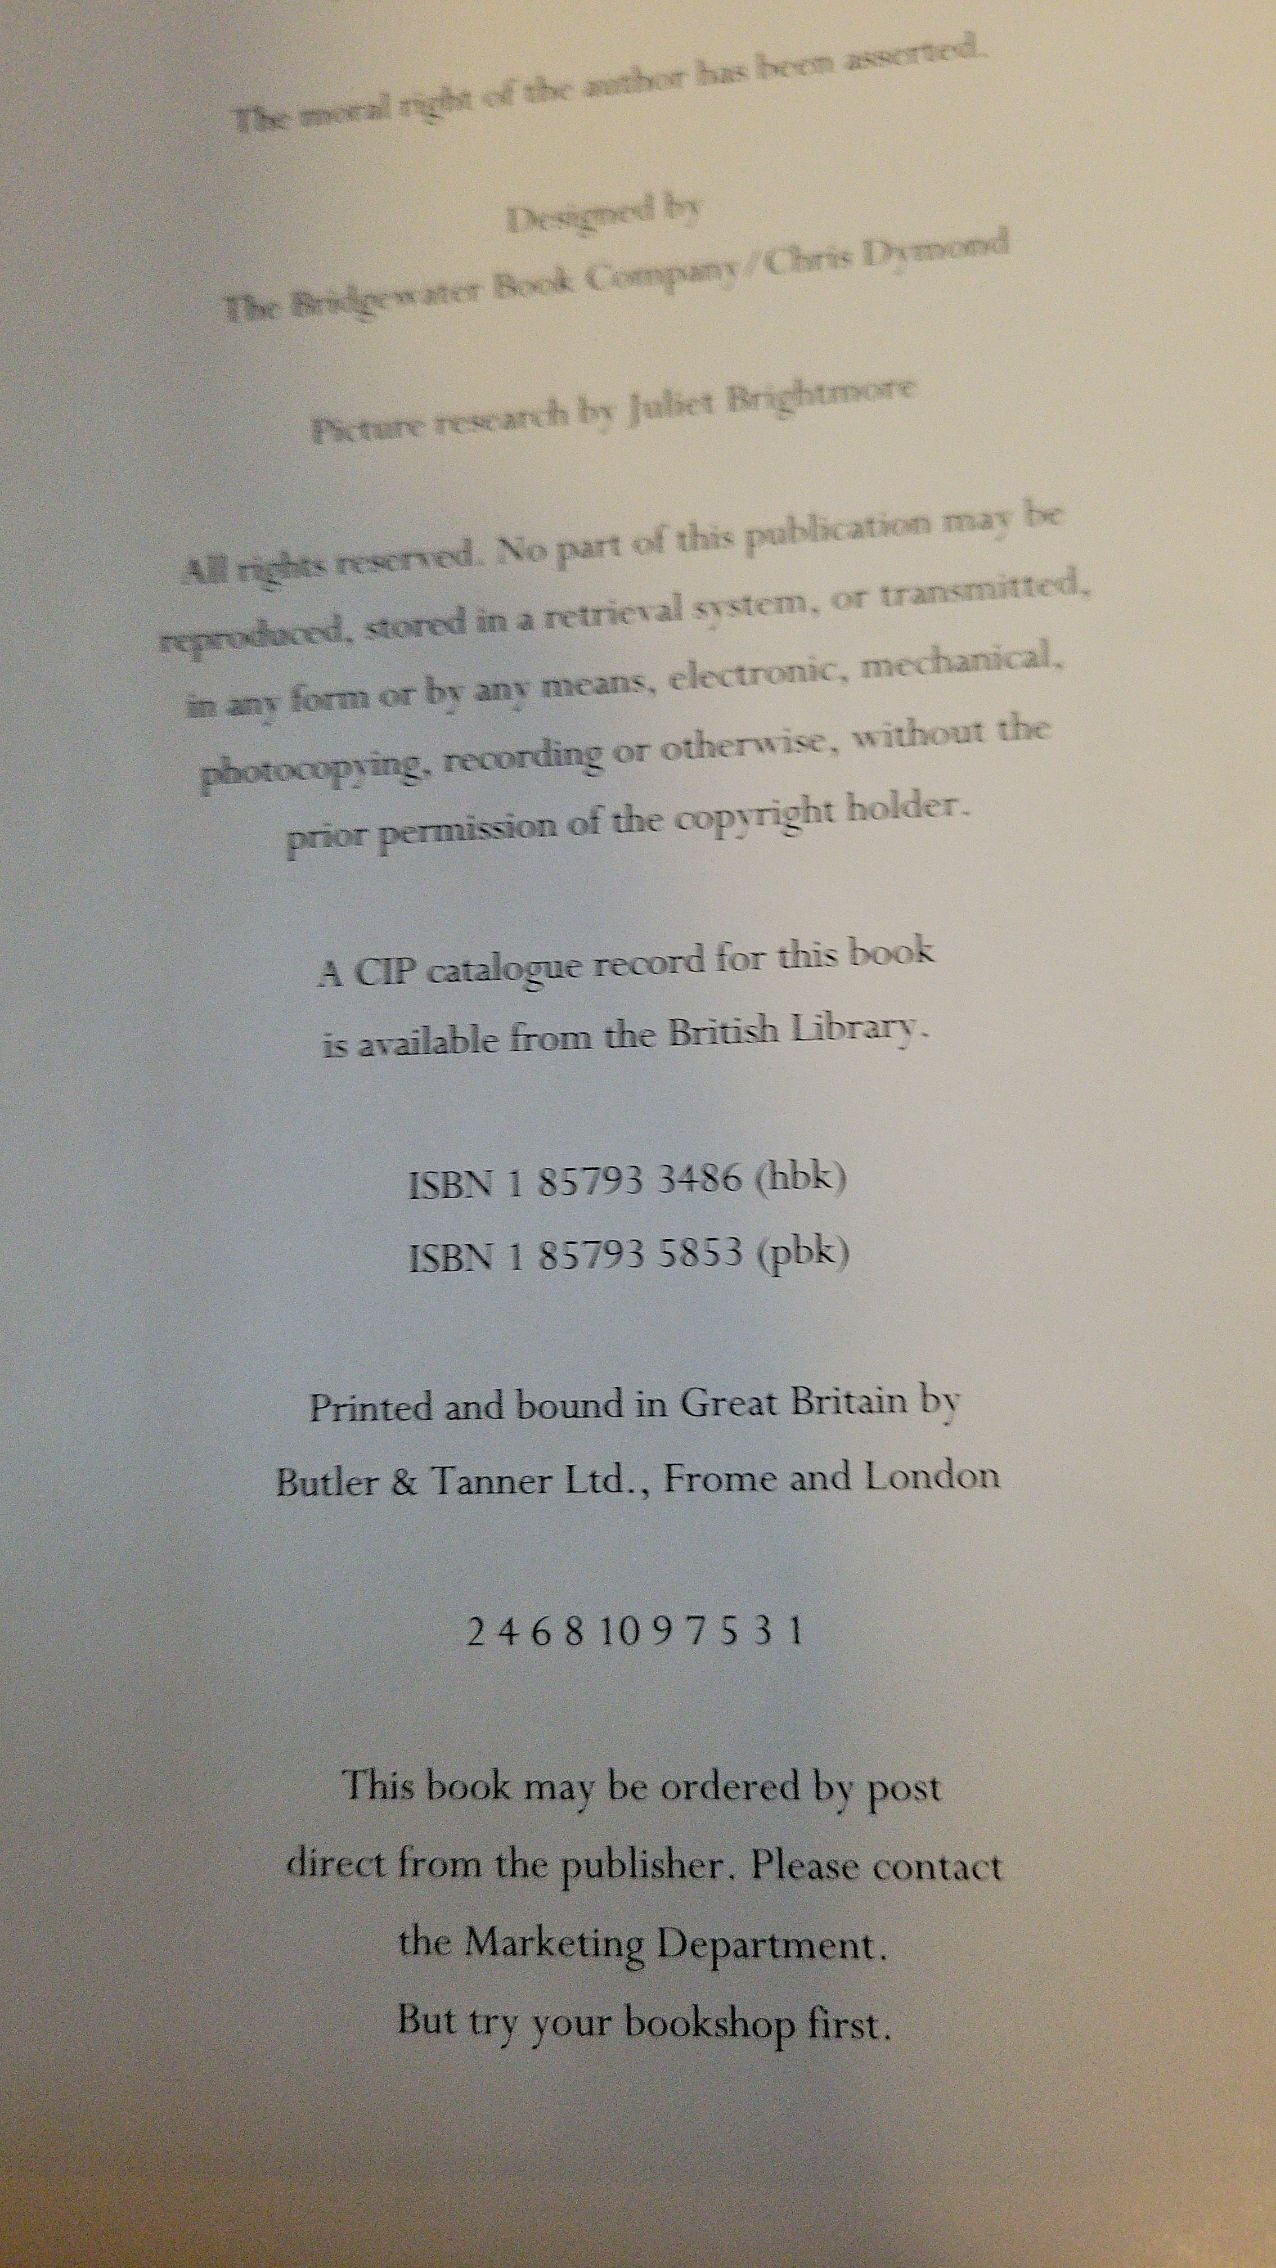 The moral right of the author has been asserted.
Designed by
The Bridgewater Book Company/Chris Dymond
Picture research by Juliet Brightmore
All rights reserved. No part of this publication may be
reproduced, stored in a retrieval system, or transmitted,
in any form or by any means, electronic, mechanical,
photocopying, recording or otherwise, without the
prior permission of the copyright holder.
A CIP catalogue record for this book
is available from the British Library.
ISBN 1 85793 3486 (hbk)
ISBN 1 85793 5853 (pbk)
Printed and bound in Great Britain by
Butler & Tanner Ltd., Frome and London
2 4 6 8 10 9 7 5 3 1
This book may be ordered by post
direct from the publisher. Please contact
the Marketing Department.
But try your bookshop first.